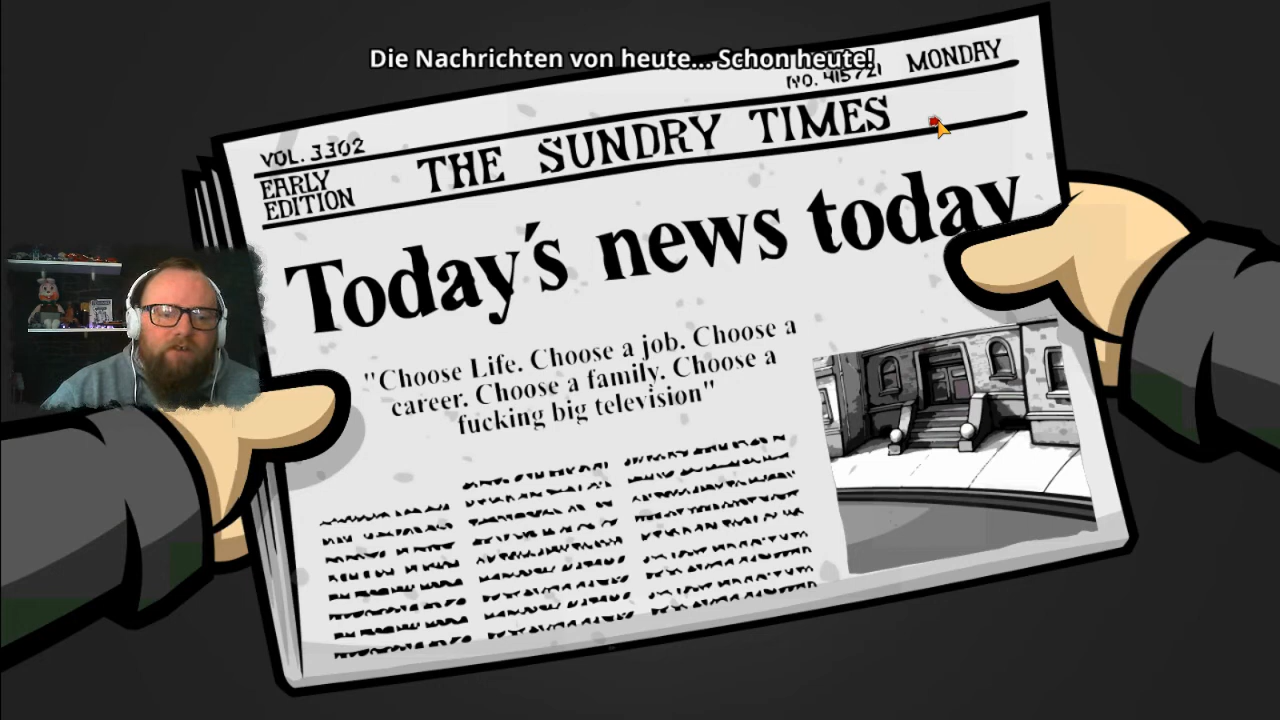 Die Nachrichten von heute... Schon heute!
NO. 415721 MONDAY
VOL. 3302
THE SUNDRY TIMES
EARLY
EDITION
Today's news today
"Choose Life. Choose a job. Choose a
career. Choose a family. Choose a
fucking big television"